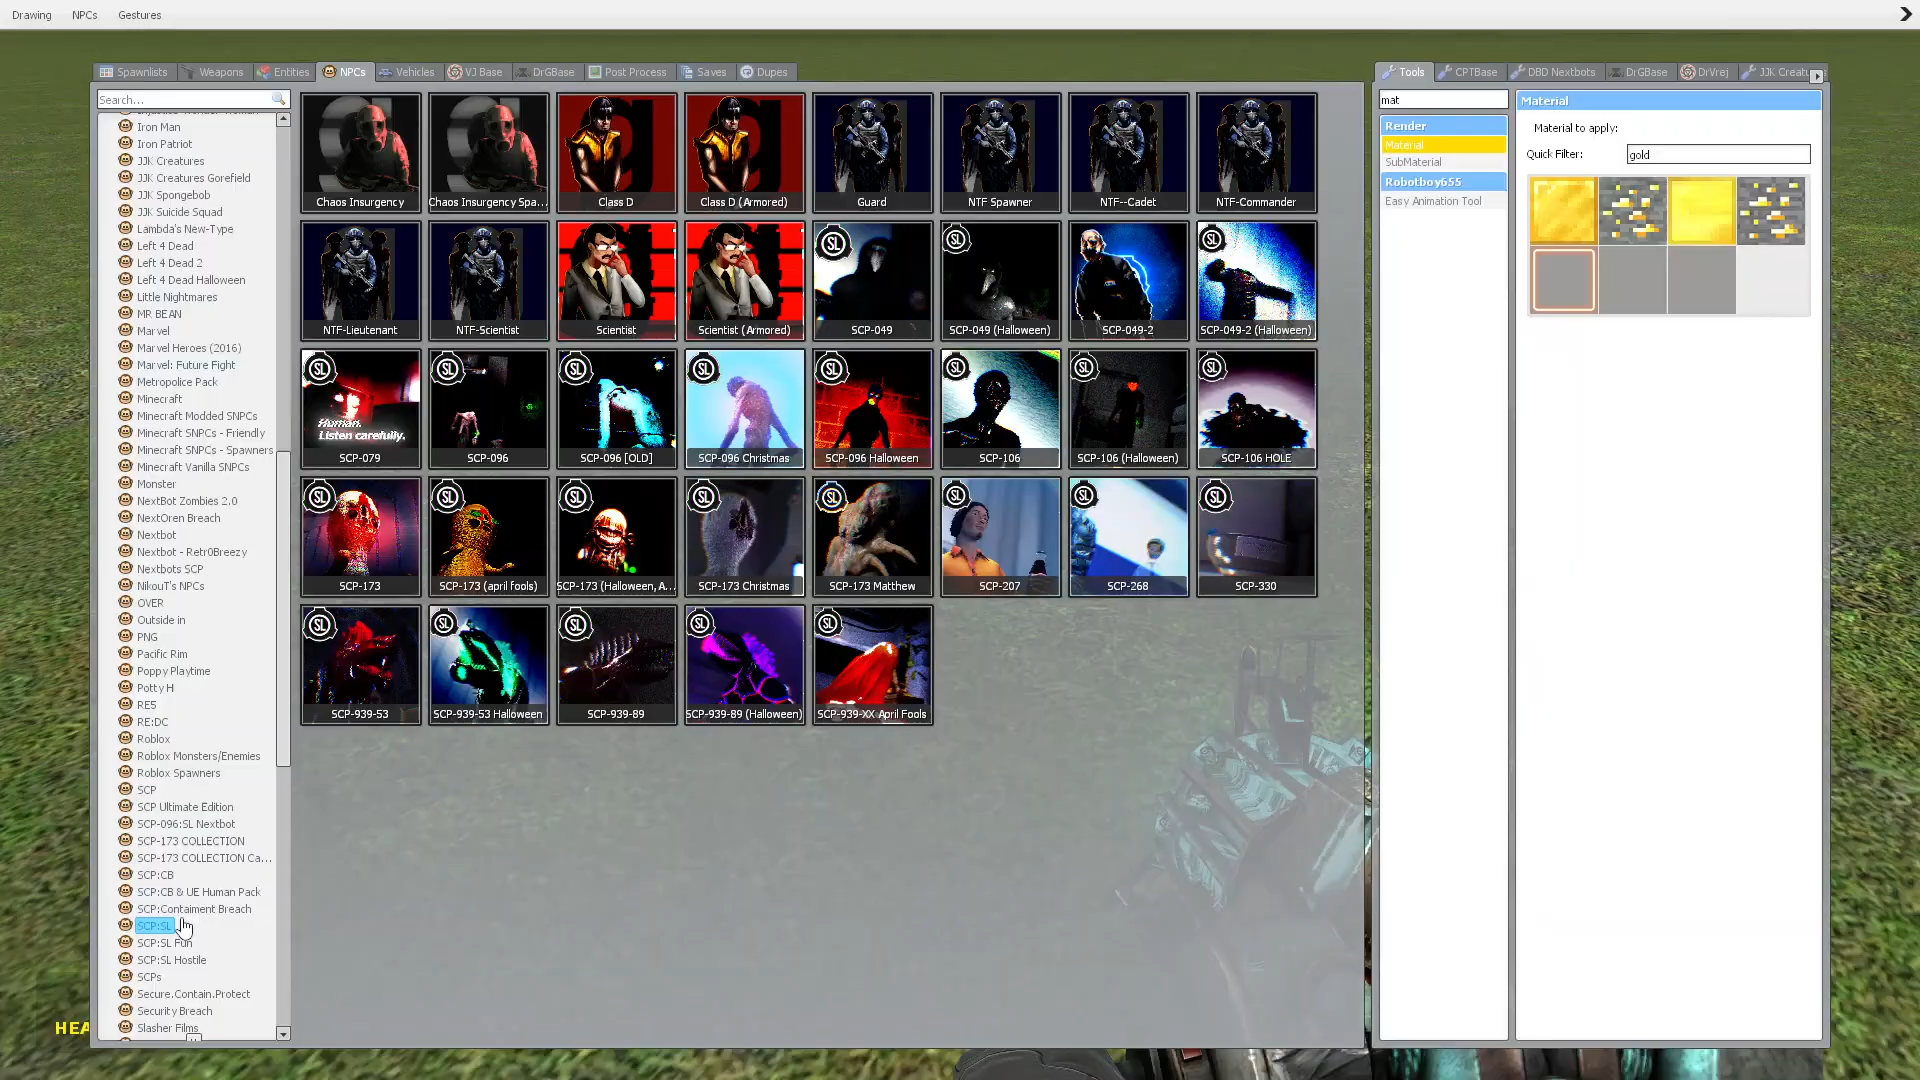 Drawing NPCs Gestures
Spawnlists Weapons Entities NPCs Vehicles VJ Base DrGBase Post Process Saves Dupes
Tools CPTBase DBD Nextbots DrGBase DrVrej JJK Creatu
Search...
Iron Man
Iron Patriot
JJK Creatures
JJK Creatures Gorefield
JJK Spongebob
JJK Suicide Squad
Lambda's New-Type
Left 4 Dead
Left 4 Dead 2
Left 4 Dead Halloween
Little Nightmares
MR BEAN
Marvel
Marvel Heroes (2016)
Marvel: Future Fight
Metropolice Pack
Minecraft
Minecraft Modded SNPCs
Minecraft SNPCs - Friendly
Minecraft SNPCs - Spawners
Minecraft Vanilla SNPCs
Monster
NextBot Zombies 2.0
NextOren Breach
Nextbot
Nextbot - Retr0Breezy
Nextbots SCP
NikouT's NPCs
OVER
Outside in
PNG
Pacific Rim
Poppy Playtime
Potty H
RE5
RE:DC
Roblox
Roblox Monsters/Enemies
Roblox Spawners
SCP
SCP Ultimate Edition
SCP-096:SL Nextbot
SCP-173 COLLECTION
SCP-173 COLLECTION Ca...
SCP:CB
SCP:CB & UE Human Pack
SCP:Contaiment Breach
SCP:SL
SCP:SL Fun
SCP:SL Hostile
SCPs
Secure.Contain.Protect
Security Breach
Slasher Films
HEA
Chaos Insurgency Chaos Insurgency Spa... Class D Class D (Armored) Guard NTF Spawner NTF--Cadet NTF-Commander
NTF-Lieutenant NTF-Scientist Scientist Scientist (Armored) SCP-049 SCP-049 (Halloween) SCP-049-2 SCP-049-2 (Halloween)
Human.
Listen carefully.
SCP-079 SCP-096 SCP-096 [OLD] SCP-096 Christmas SCP-096 Halloween SCP-106 SCP-106 (Halloween) SCP-106 HOLE
SCP-173 SCP-173 (april fools) SCP-173 (Halloween, A... SCP-173 Christmas SCP-173 Matthew SCP-207 SCP-268 SCP-330
SCP-939-53 SCP-939-53 Halloween SCP-939-89 SCP-939-89 (Halloween) SCP-939-XX April Fools
mat
Render
Material
SubMaterial
Robotboy655
Easy Animation Tool
Material
Material to apply:
Quick Filter: gold